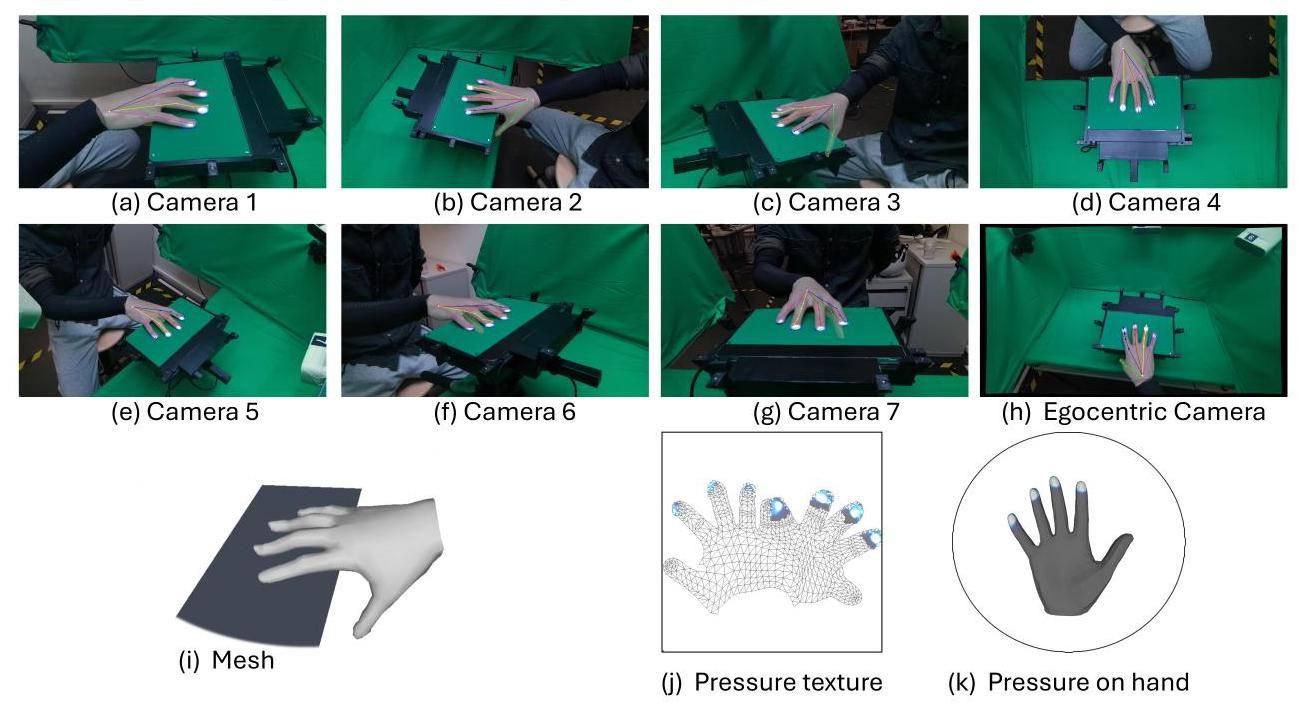 (a) Camera 1
(b) Camera 2
(c) Camera 3
(d) Camera 4
(e) Camera 5
(f) Camera 6
(g) Camera 7
(h) Egocentric Camera
(i) Mesh
(j) Pressure texture
(k) Pressure on hand